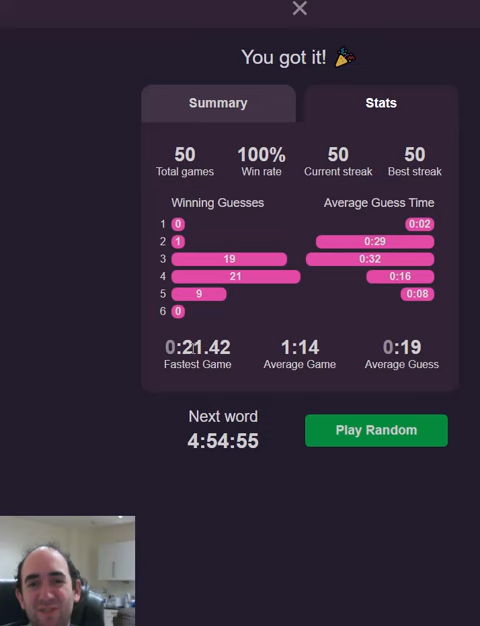 You got it! 🎉
Summary Stats
50 100% 50 50
Total games Win rate Current streak Best streak
Winning Guesses Average Guess Time
1 0 0:02
2 1 0:29
3 19 0:32
4 21 0:16
5 9 0:08
6 0
0:21.42 1:14 0:19
Fastest Game Average Game Average Guess
Next word
4:54:55
Play Random